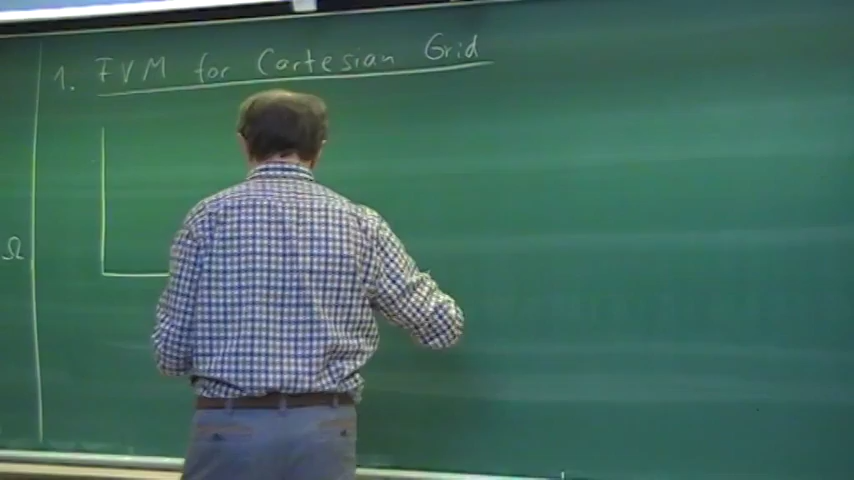 1. FVM for Cartesian Grid
Ω